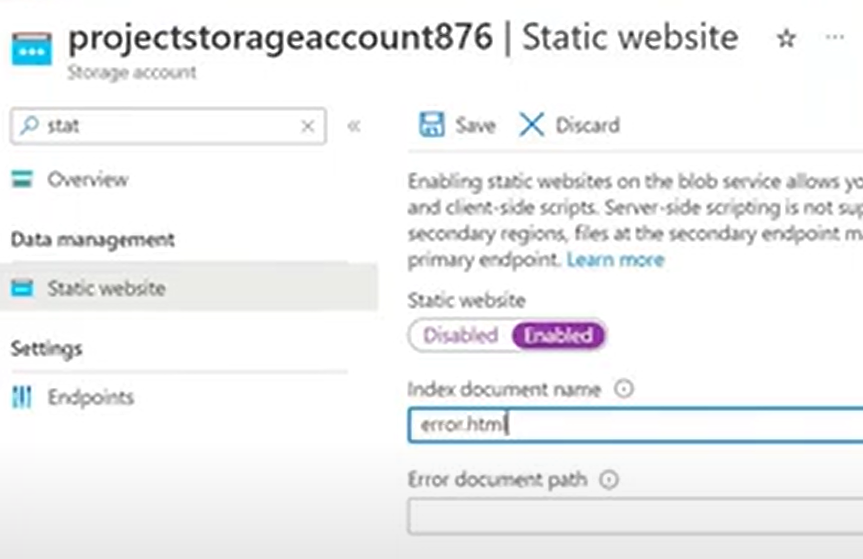 projectstorageaccount876 | Static website
Storage account
stat
Overview
Data management
Static website
Settings
Endpoints
Save
Discard
Enabling static websites on the blob service allows
and client-side scripts. Server-side scripting is not
secondary regions, files at the secondary endpoint
primary endpoint. Learn more
Static website
Disabled Enabled
Index document name
error.html
Error document path